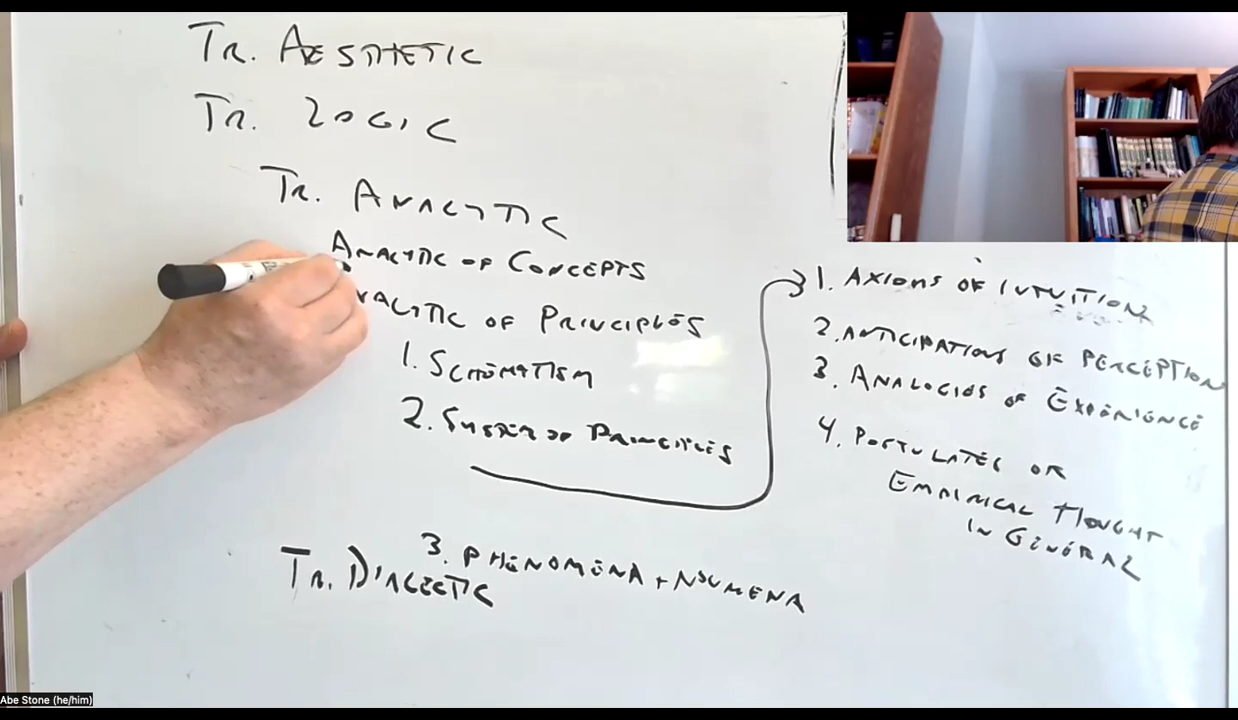 TR. AESTHETIC
TR. LOGIC
TR. ANALYTIC
ANALYTIC OF CONCEPTS
ANALYTIC OF PRINCIPLES
1. SCHEMATISM
2. SYSTEM OF PRINCIPLES
1. AXIOMS OF INTUITION
2. ANTICIPATIONS OF PERCEPTION
3. ANALOGIES OF EXPERIENCE
4. POSTULATES OF
EMPIRICAL THOUGHT
IN GENERAL
3. PHENOMENA + NOUMENA
TR. DIALECTIC
Abe Stone (he/him)